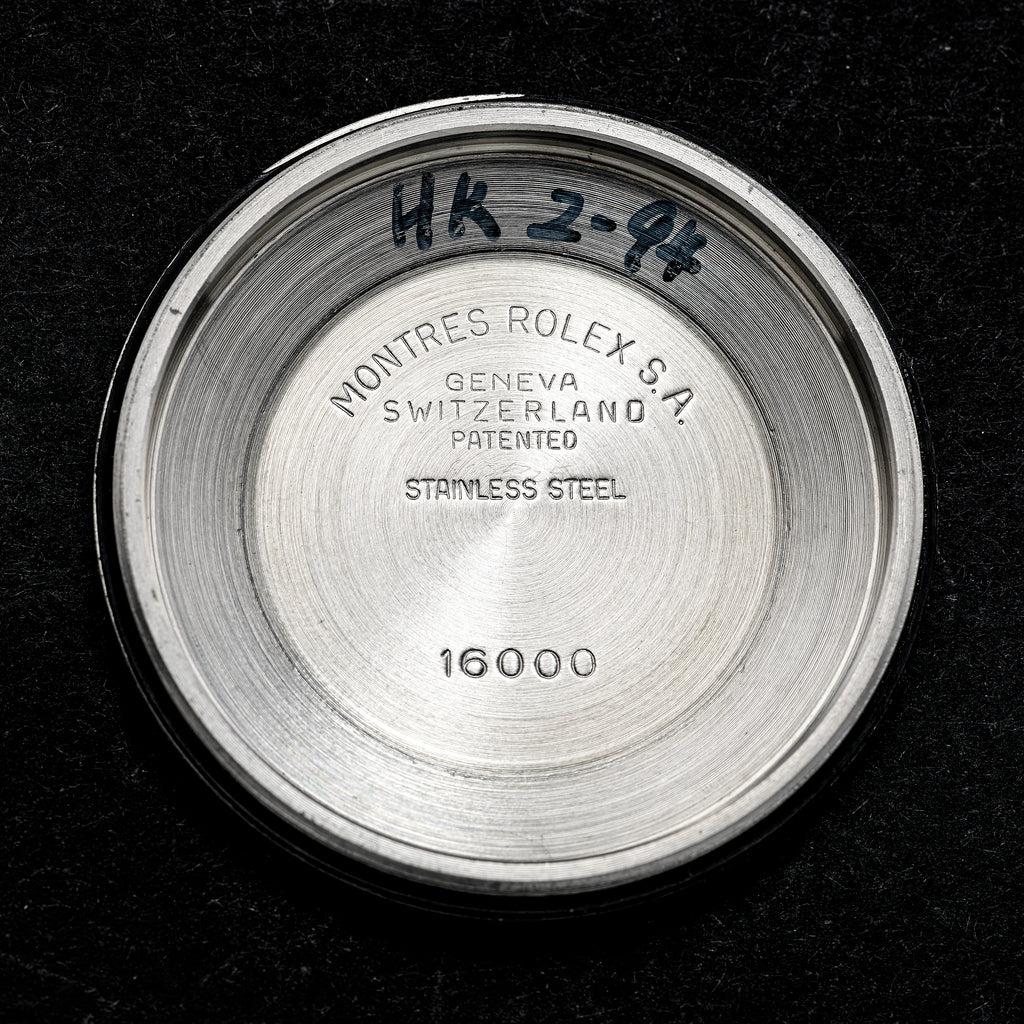 HK 2-94
MONTRES ROLEX S.A.
GENEVA
SWITZERLAND
PATENTED
STAINLESS STEEL
16000